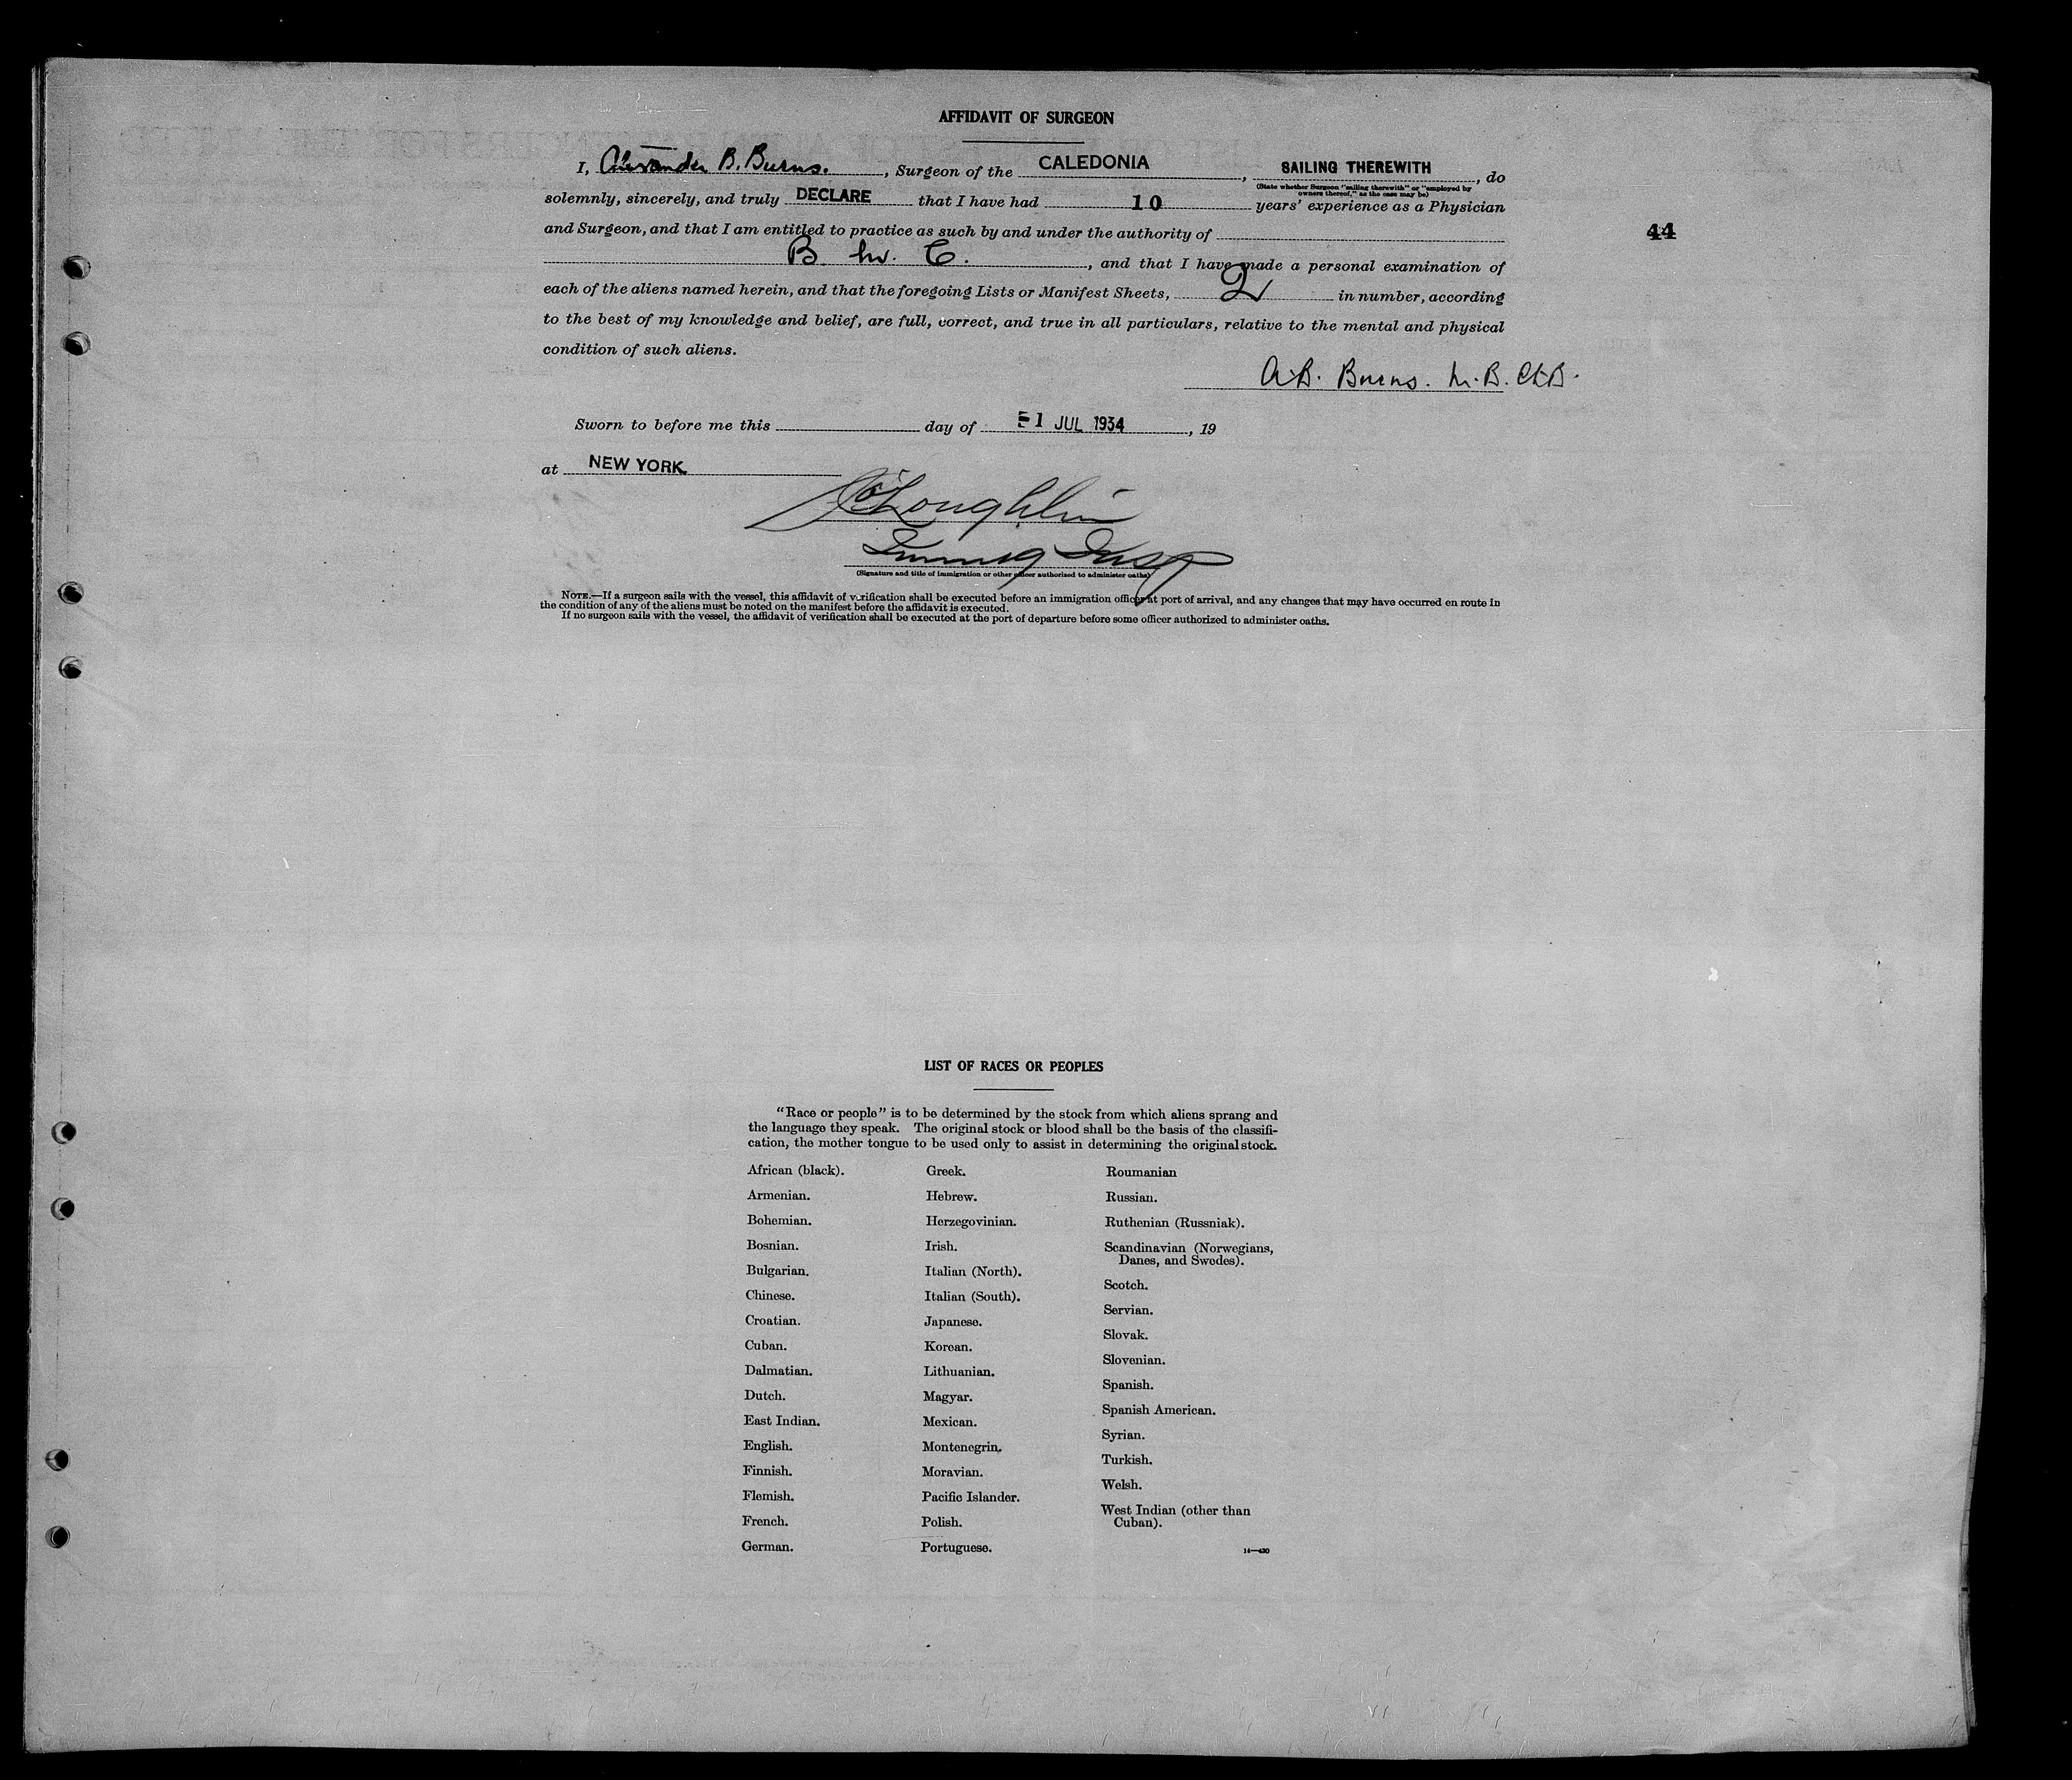 AFFIDAVIT OF SURGEON
I, Alexander B. Burns. , Surgeon of the CALEDONIA , SAILING THEREWITH , do
(State whether Surgeon "sailing therewith" or "employed by
owners thereof," as the case may be)
solemnly, sincerely, and truly DECLARE that I have had 10 years' experience as a Physician
and Surgeon, and that I am entitled to practice as such by and under the authority of
44
B. M. C. , and that I have made a personal examination of
each of the aliens named herein, and that the foregoing Lists or Manifest Sheets, 2 in number, according
to the best of my knowledge and belief, are full, correct, and true in all particulars, relative to the mental and physical
condition of such aliens.
A.B. Burns. M.B. Ch.B.
Sworn to before me this day of 1 JUL 1934 , 19
at NEW YORK
Loughlin
Immig Insp
(Signature and title of immigration or other officer authorized to administer oaths)
NOTE.—If a surgeon sails with the vessel, this affidavit of verification shall be executed before an immigration officer at port of arrival, and any changes that may have occurred en route in
the condition of any of the aliens must be noted on the manifest before the affidavit is executed.
If no surgeon sails with the vessel, the affidavit of verification shall be executed at the port of departure before some officer authorized to administer oaths.
LIST OF RACES OR PEOPLES
"Race or people" is to be determined by the stock from which aliens sprang and
the language they speak. The original stock or blood shall be the basis of the classifi-
cation, the mother tongue to be used only to assist in determining the original stock.
African (black).
Armenian.
Bohemian.
Bosnian.
Bulgarian.
Chinese.
Croatian.
Cuban.
Dalmatian.
Dutch.
East Indian.
English.
Finnish.
Flemish.
French.
German.
Greek.
Hebrew.
Herzegovinian.
Irish.
Italian (North).
Italian (South).
Japanese.
Korean.
Lithuanian.
Magyar.
Mexican.
Montenegrin.
Moravian.
Pacific Islander.
Polish.
Portuguese.
Roumanian
Russian.
Ruthenian (Russniak).
Scandinavian (Norwegians,
Danes, and Swedes).
Scotch.
Servian.
Slovak.
Slovenian.
Spanish.
Spanish American.
Syrian.
Turkish.
Welsh.
West Indian (other than
Cuban).
14—430